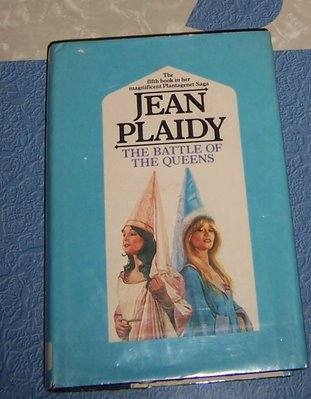 The
fifth book in her
magnificent Plantagenet Saga
JEAN
PLAIDY
THE BATTLE OF
THE QUEENS